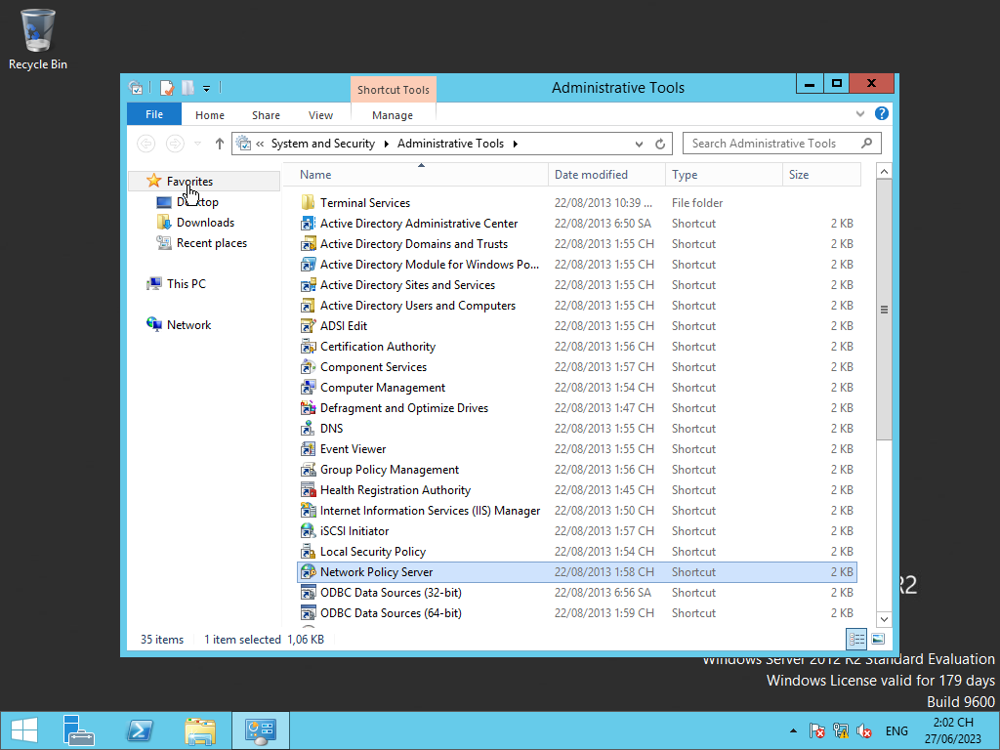 Recycle Bin
Shortcut Tools
Administrative Tools
File
Home
Share
View
Manage
« System and Security Administrative Tools
Search Administrative Tools
Name Date modified Type Size
Favorites
Desktop
Downloads
Recent places
This PC
Network
Terminal Services 22/08/2013 10:39 ... File folder
Active Directory Administrative Center 22/08/2013 6:50 SA Shortcut 2 KB
Active Directory Domains and Trusts 22/08/2013 1:55 CH Shortcut 2 KB
Active Directory Module for Windows Po... 22/08/2013 1:55 CH Shortcut 2 KB
Active Directory Sites and Services 22/08/2013 1:55 CH Shortcut 2 KB
Active Directory Users and Computers 22/08/2013 1:55 CH Shortcut 2 KB
ADSI Edit 22/08/2013 1:55 CH Shortcut 2 KB
Certification Authority 22/08/2013 1:56 CH Shortcut 2 KB
Component Services 22/08/2013 1:57 CH Shortcut 2 KB
Computer Management 22/08/2013 1:54 CH Shortcut 2 KB
Defragment and Optimize Drives 22/08/2013 1:47 CH Shortcut 2 KB
DNS 22/08/2013 1:55 CH Shortcut 2 KB
Event Viewer 22/08/2013 1:55 CH Shortcut 2 KB
Group Policy Management 22/08/2013 1:56 CH Shortcut 2 KB
Health Registration Authority 22/08/2013 1:45 CH Shortcut 2 KB
Internet Information Services (IIS) Manager 22/08/2013 1:50 CH Shortcut 2 KB
iSCSI Initiator 22/08/2013 1:57 CH Shortcut 2 KB
Local Security Policy 22/08/2013 1:54 CH Shortcut 2 KB
Network Policy Server 22/08/2013 1:58 CH Shortcut 2 KB
ODBC Data Sources (32-bit) 22/08/2013 6:56 SA Shortcut 2 KB
ODBC Data Sources (64-bit) 22/08/2013 1:59 CH Shortcut 2 KB
35 items 1 item selected 1,06 KB
R2
Windows Server 2012 R2 Standard Evaluation
Windows License valid for 179 days
Build 9600
ENG
2:02 CH
27/06/2023